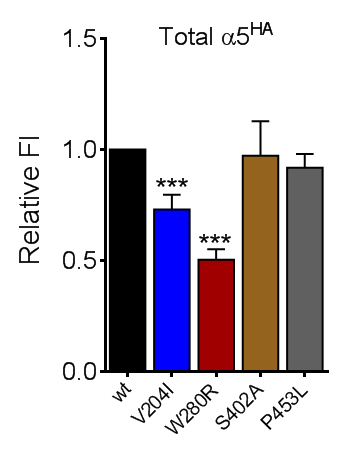 Total α5HA
Relative FI
1.5
1.0
0.5
0.0
***
***
wt
V204I
W280R
S402A
P453L